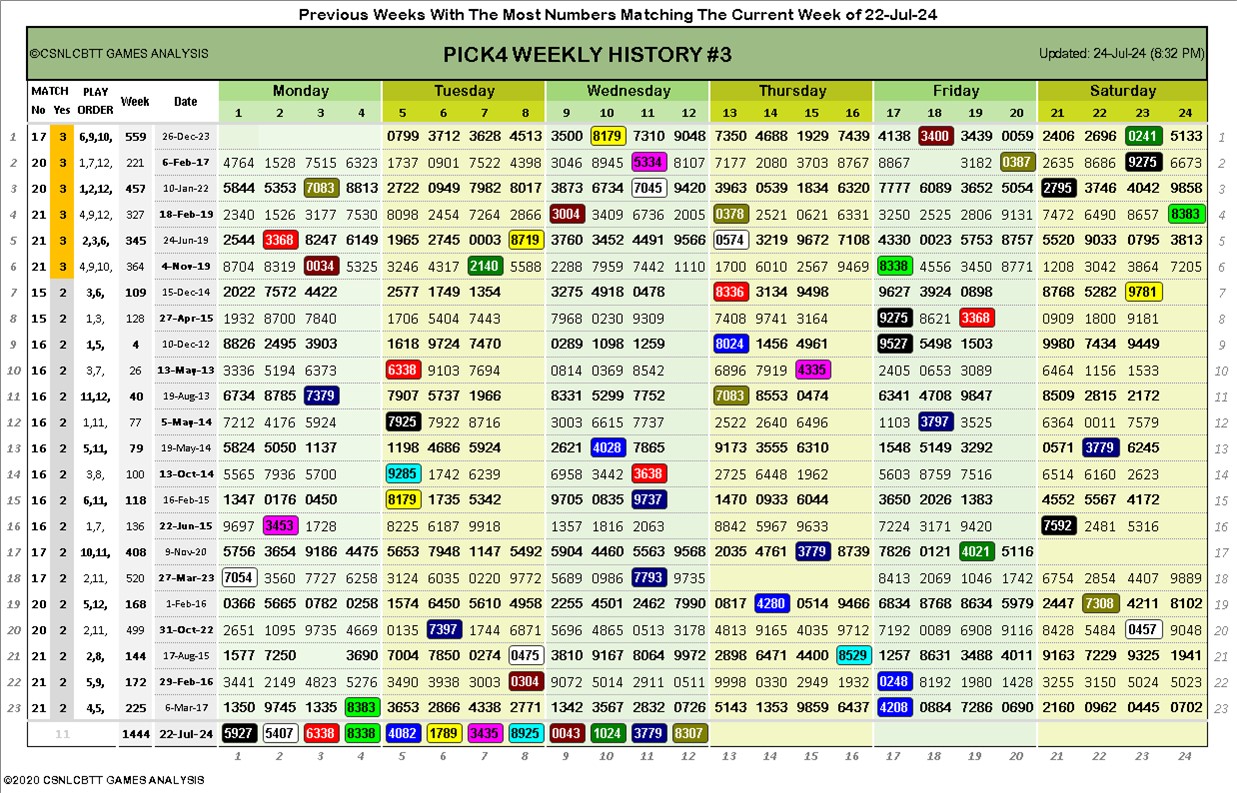 Previous Weeks With The Most Numbers Matching The Current Week of 22-Jul-24
©CSNLCBTT GAMES ANALYSIS PICK4 WEEKLY HISTORY #3 Updated: 24-Jul-24 (8:32 PM)
MATCH PLAY Week Date Monday Tuesday Wednesday Thursday Friday Saturday
No Yes ORDER 1 2 3 4 5 6 7 8 9 10 11 12 13 14 15 16 17 18 19 20 21 22 23 24
1 17 3 6,9,10, 559 26-Dec-23 0799 3712 3628 4513 3500 8179 7310 9048 7350 4688 1929 7439 4138 3400 3439 0059 2406 2696 0241 5133 1
2 20 3 1,7,12, 221 6-Feb-17 4764 1528 7515 6323 1737 0901 7522 4398 3046 8945 5334 8107 7177 2080 3703 8767 8867 3182 0387 2635 8686 9275 6673 2
3 20 3 1,2,12, 457 10-Jan-22 5844 5353 7083 8813 2722 0949 7982 8017 3873 6734 7045 9420 3963 0539 1834 6320 7777 6089 3652 5054 2795 3746 4042 9858 3
4 21 3 4,9,12, 327 18-Feb-19 2340 1526 3177 7530 8098 2454 7264 2866 3004 3409 6736 2005 0378 2521 0621 6331 3250 2525 2806 9131 7472 6490 8657 8383 4
5 21 3 2,3,6, 345 24-Jun-19 2544 3368 8247 6149 1965 2745 0003 8719 3760 3452 4491 9566 0574 3219 9672 7108 4330 0023 5753 8757 5520 9033 0795 3813 5
6 21 3 4,9,10, 364 4-Nov-19 8704 8319 0034 5325 3246 4317 2140 5588 2288 7959 7442 1110 1700 6010 2567 9469 8338 4556 3450 8771 1208 3042 3864 7205 6
7 15 2 3,6, 109 15-Dec-14 2022 7572 4422 2577 1749 1354 3275 4918 0478 8336 3134 9498 9627 3924 0898 8768 5282 9781 7
8 15 2 1,3, 128 27-Apr-15 1932 8700 7840 1706 5404 7443 7968 0230 9309 7408 9741 3164 9275 8621 3368 0909 1800 9181 8
9 16 2 1,5, 4 10-Dec-12 8826 2495 3903 1618 9724 7470 0289 1098 1259 8024 1456 4961 9527 5498 1503 9980 7434 9449 9
10 16 2 3,7, 26 13-May-13 3336 5194 6373 6338 9103 7694 0814 0369 8542 6896 7919 4335 2405 0653 3089 6464 1156 1533 10
11 16 2 11,12, 40 19-Aug-13 6734 8785 7379 7907 5737 1966 8331 5299 7752 7083 8553 0474 6341 4708 9847 8509 2815 2172 11
12 16 2 1,11, 77 5-May-14 7212 4176 5924 7925 7922 8716 3003 6615 7737 2522 2640 6496 1103 3797 3525 6364 0011 7579 12
13 16 2 5,11, 79 19-May-14 5824 5050 1137 1198 4686 5924 2621 4028 7865 9173 3555 6310 1548 5149 3292 0571 3779 6245 13
14 16 2 3,8, 100 13-Oct-14 5565 7936 5700 9285 1742 6239 6958 3442 3638 2725 6448 1962 5603 8759 7516 6514 6160 2623 14
15 16 2 6,11, 118 16-Feb-15 1347 0176 0450 8179 1735 5342 9705 0835 9737 1470 0933 6044 3650 2026 1383 4552 5567 4172 15
16 16 2 1,7, 136 22-Jun-15 9697 3453 1728 8225 6187 9918 1357 1816 2063 8842 5967 9633 7224 3171 9420 7592 2481 5316 16
17 17 2 10,11, 408 9-Nov-20 5756 3654 9186 4475 5653 7948 1147 5492 5904 4460 5563 9568 2035 4761 3779 8739 7826 0121 4021 5116 17
18 17 2 2,11, 520 27-Mar-23 7054 3560 7727 6258 3124 6035 0220 9772 5689 0986 7793 9735 8413 2069 1046 1742 6754 2854 4407 9889 18
19 20 2 5,12, 168 1-Feb-16 0366 5665 0782 0258 1574 6450 5610 4958 2255 4501 2462 7990 0817 4280 0514 9466 6834 8768 8634 5979 2447 7308 4211 8102 19
20 20 2 2,11, 499 31-Oct-22 2651 1095 9735 4669 0135 7397 1744 6871 5696 4865 0513 3178 4813 9165 4035 9712 7192 0089 6908 9116 8428 5484 0457 9048 20
21 21 2 2,8, 144 17-Aug-15 1577 7250 3690 7004 7850 0274 0475 3810 9167 8064 9972 2898 6471 4400 8529 1257 8631 3488 4011 9163 7229 9325 1941 21
22 21 2 5,9, 172 29-Feb-16 3441 2149 4823 5276 3490 3938 3003 0304 9072 5014 2911 0511 9998 0330 2949 1932 0248 8192 1980 1428 3255 3150 5024 5023 22
23 21 2 4,5, 225 6-Mar-17 1350 9745 1335 8383 3653 2866 4338 2771 1342 3567 2832 0726 5143 1353 9859 6437 4208 0884 7286 0690 2160 0962 0445 0702 23
11 1444 22-Jul-24 5927 5407 6338 8338 4082 1789 3435 8925 0043 1024 3779 8307
1 2 3 4 5 6 7 8 9 10 11 12 13 14 15 16 17 18 19 20 21 22 23 24
©2020 CSNLCBTT GAMES ANALYSIS